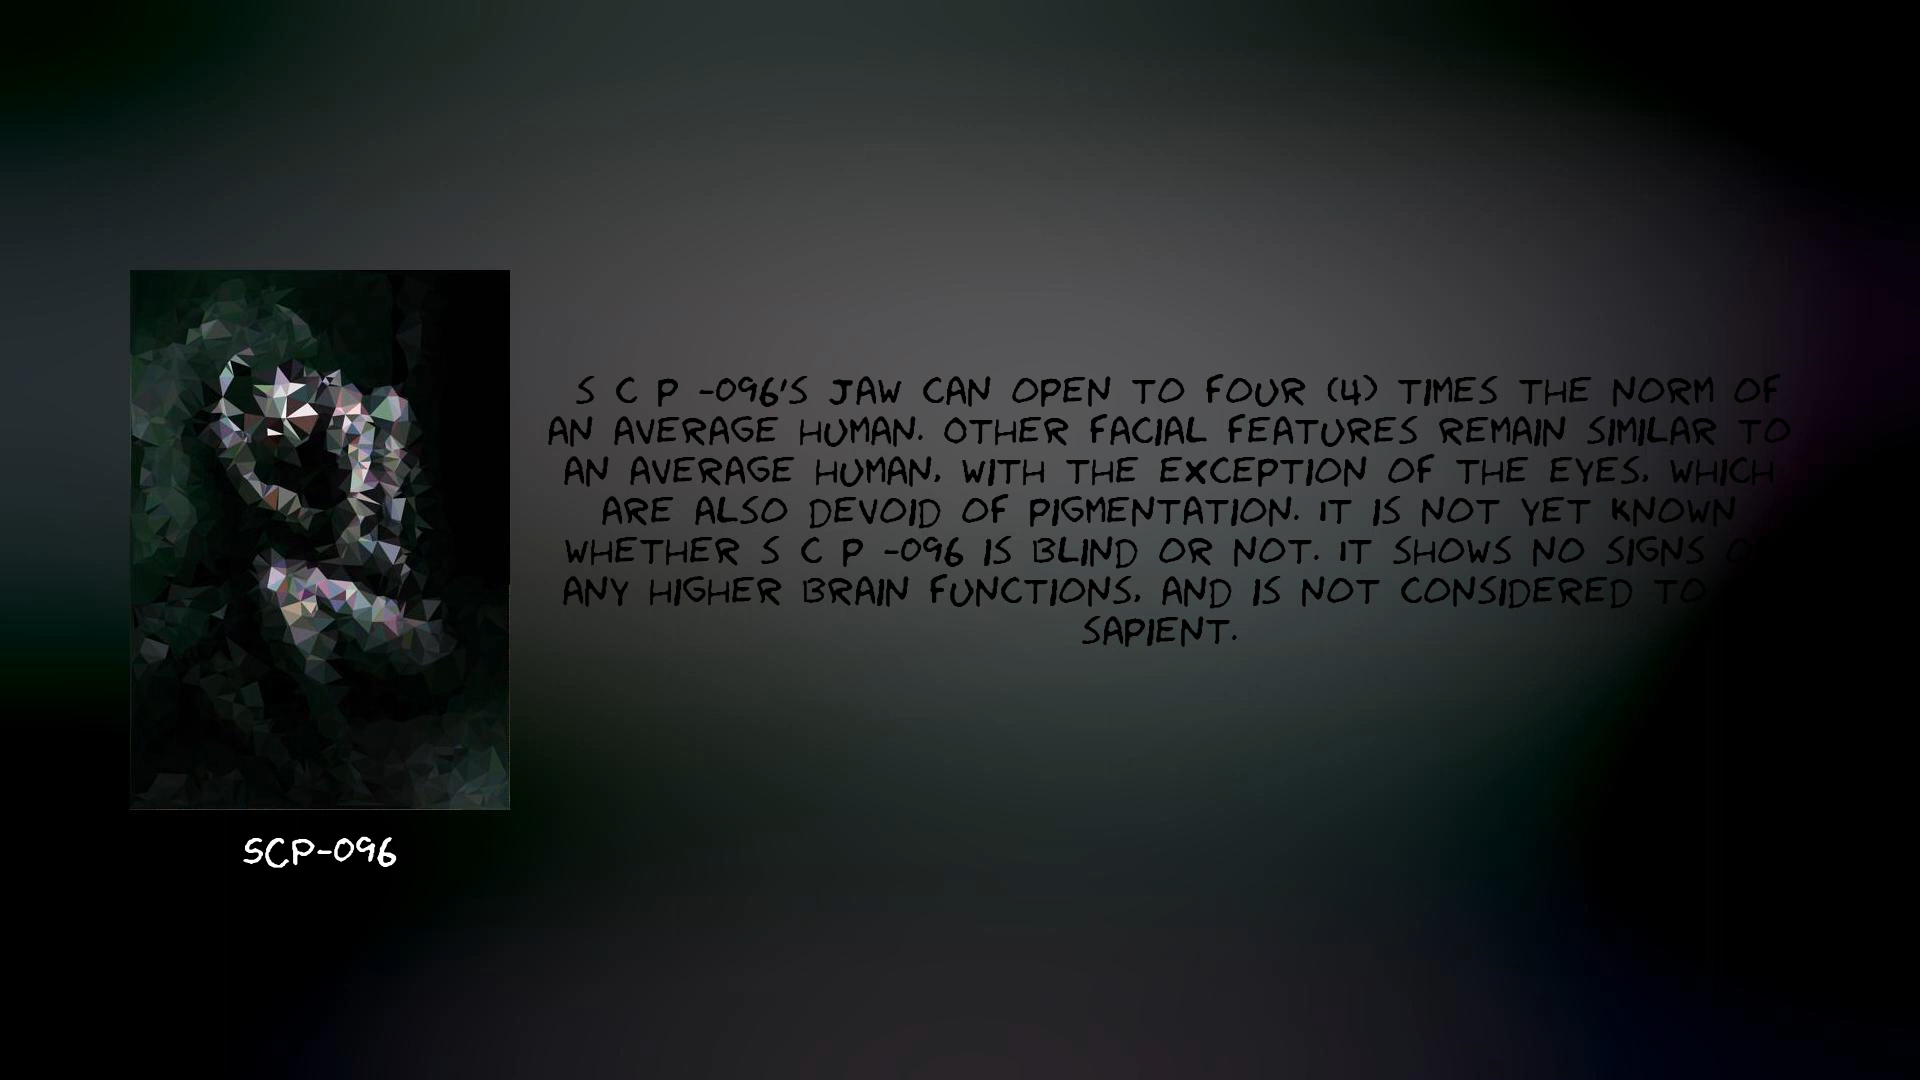 S C P -096'S JAW CAN OPEN TO FOUR (4) TIMES THE NORM OF
AN AVERAGE HUMAN. OTHER FACIAL FEATURES REMAIN SIMILAR TO
AN AVERAGE HUMAN, WITH THE EXCEPTION OF THE EYES, WHICH
ARE ALSO DEVOID OF PIGMENTATION. IT IS NOT YET KNOWN
WHETHER S C P -096 IS BLIND OR NOT. IT SHOWS NO SIGNS
ANY HIGHER BRAIN FUNCTIONS, AND IS NOT CONSIDERED TO
SAPIENT.
SCP-096